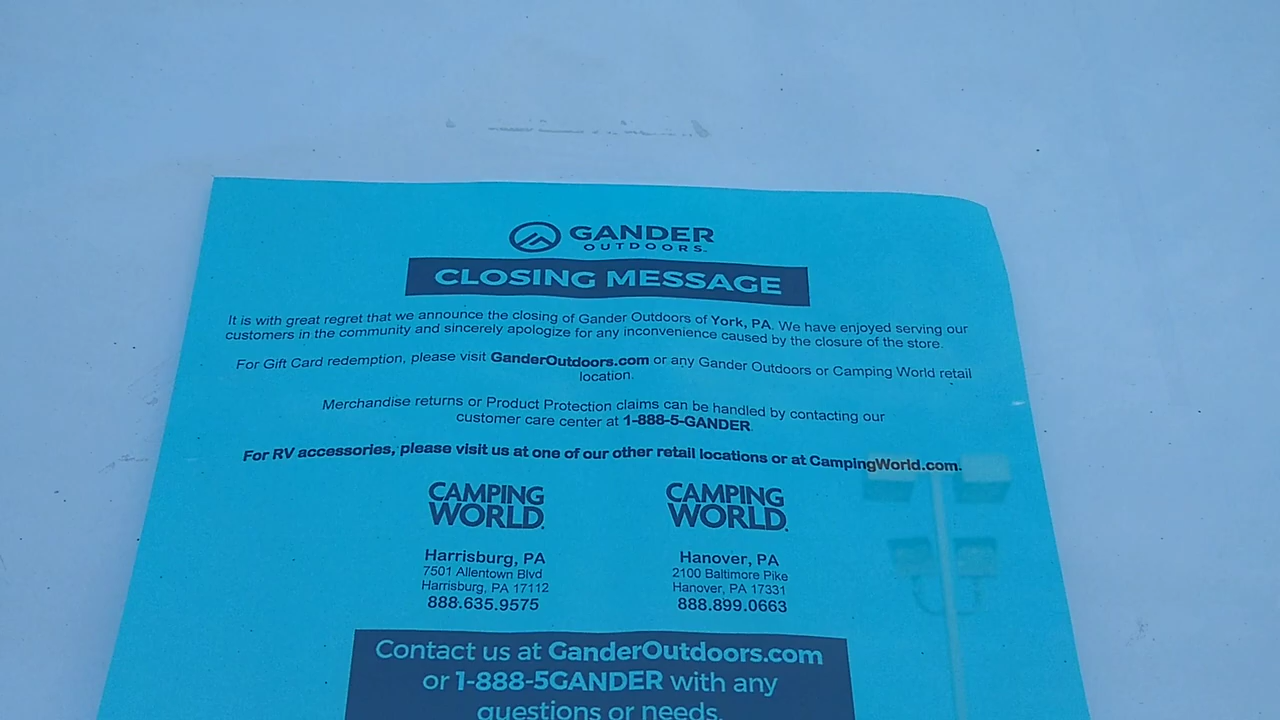 GANDER
OUTDOORS™
CLOSING MESSAGE
It is with great regret that we announce the closing of Gander Outdoors of York, PA. We have enjoyed serving our
customers in the community and sincerely apologize for any inconvenience caused by the closure of the store.
For Gift Card redemption, please visit GanderOutdoors.com or any Gander Outdoors or Camping World retail
location.
Merchandise returns or Product Protection claims can be handled by contacting our
customer care center at 1-888-5-GANDER.
For RV accessories, please visit us at one of our other retail locations or at CampingWorld.com.
CAMPING
WORLD®
Harrisburg, PA
7501 Allentown Blvd
Harrisburg, PA 17112
888.635.9575
CAMPING
WORLD®
Hanover, PA
2100 Baltimore Pike
Hanover, PA 17331
888.899.0663
Contact us at GanderOutdoors.com
or 1-888-5GANDER with any
questions or needs.